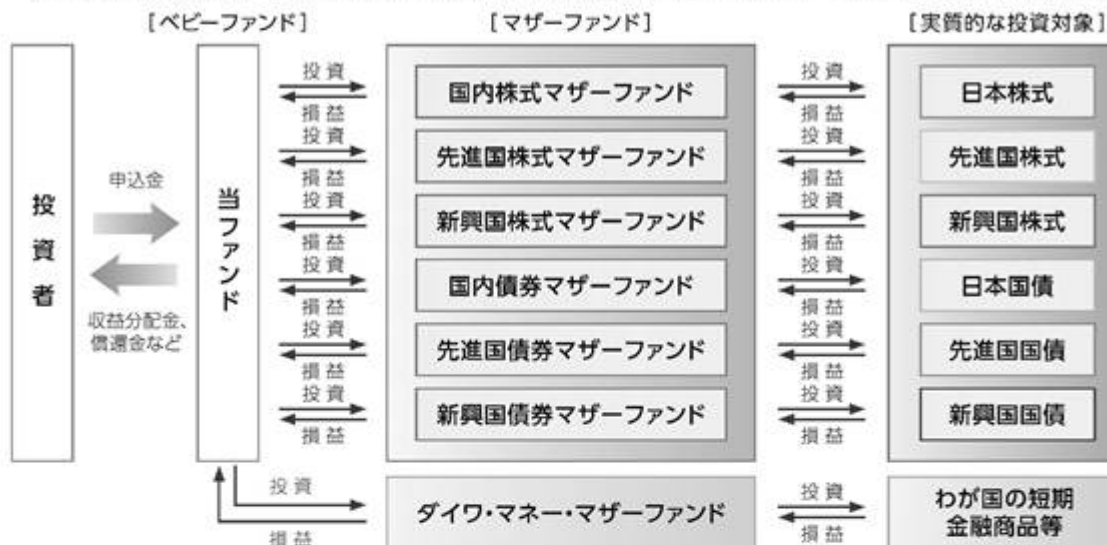 [ベビーファンド]
[マザーファンド]
[実質的な投資対象]
投資者
申込金
収益分配金、
償還金など
当ファンド
投資
損益
国内株式マザーファンド
投資
損益
日本株式
投資
損益
先進国株式マザーファンド
投資
損益
先進国株式
投資
損益
新興国株式マザーファンド
投資
損益
新興国株式
投資
損益
国内債券マザーファンド
投資
損益
日本国債
投資
損益
先進国債券マザーファンド
投資
損益
先進国国債
投資
損益
新興国債券マザーファンド
投資
損益
新興国国債
投資
損益
ダイワ・マネー・マザーファンド
投資
損益
わが国の短期
金融商品等